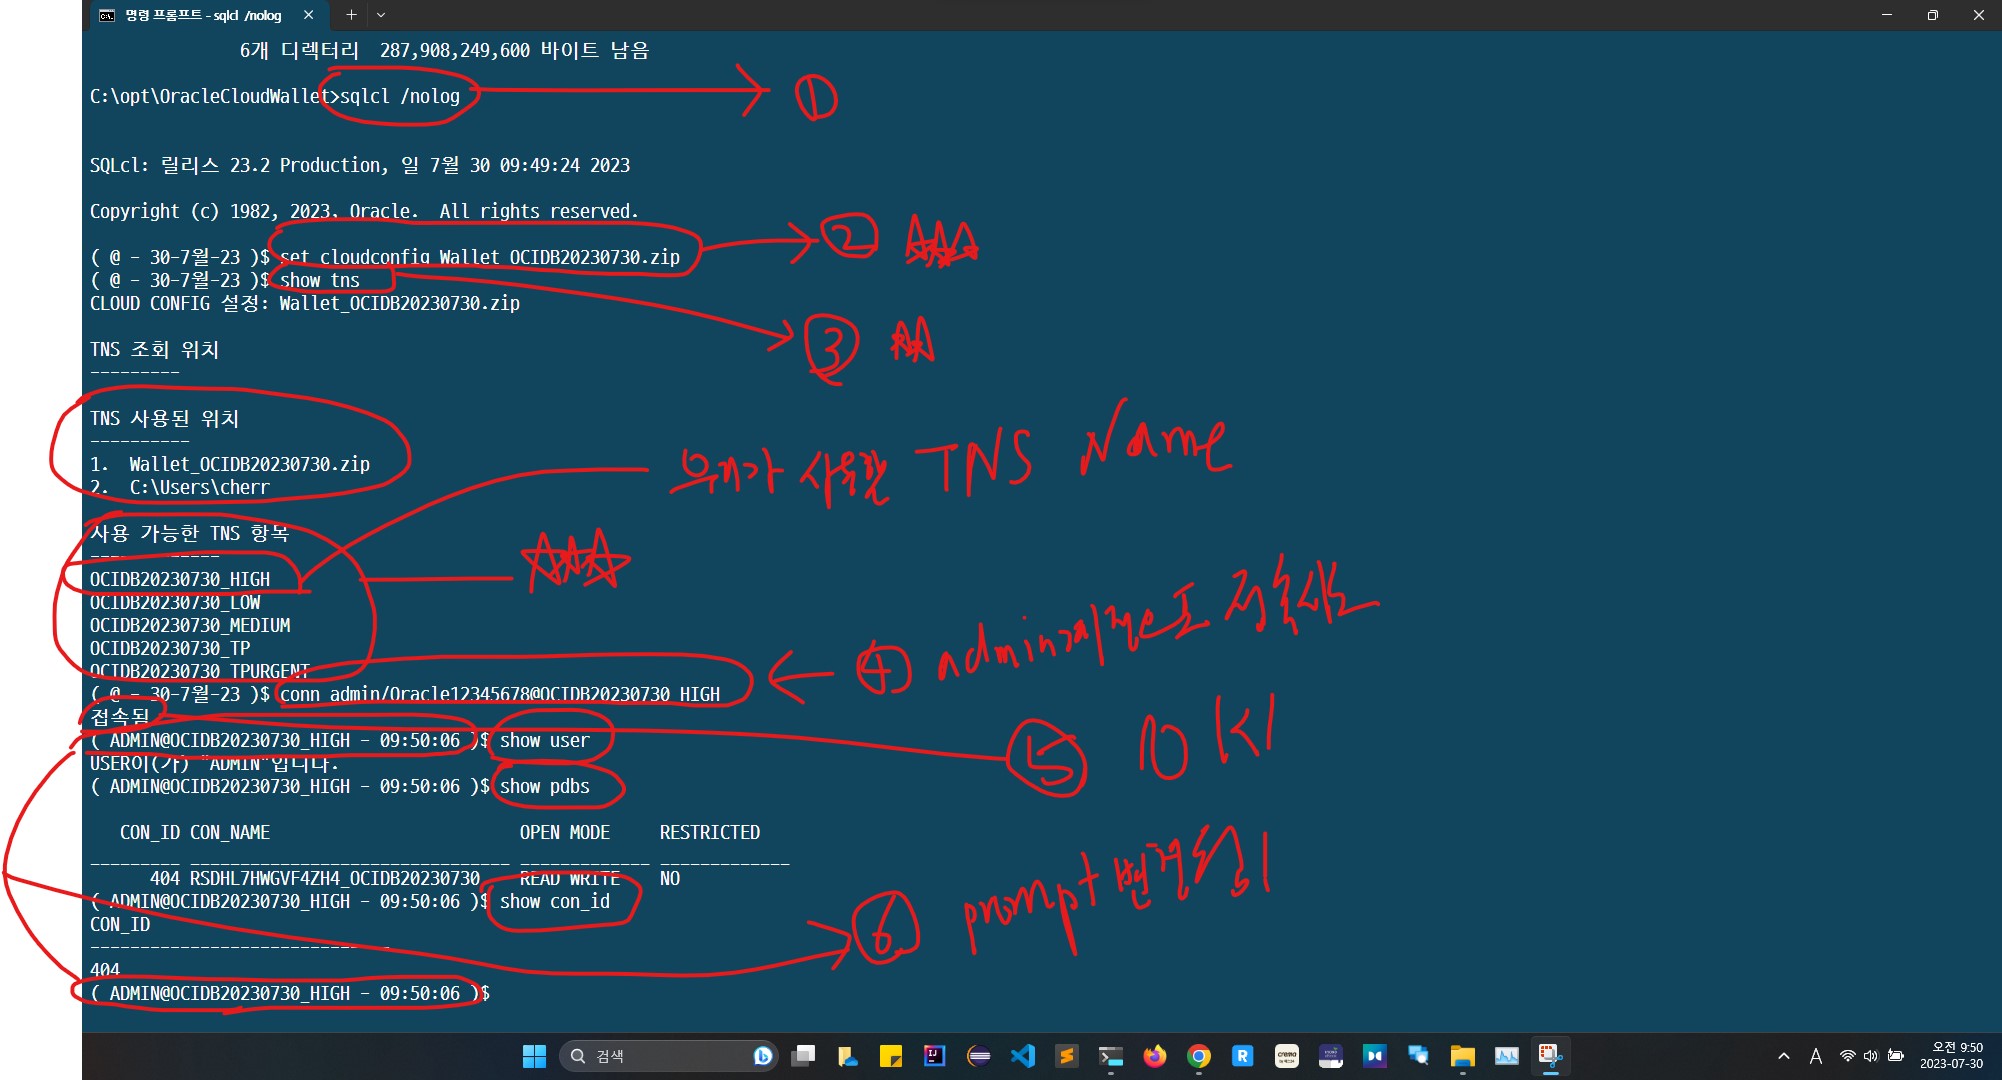 명령 프롬프트 - sqlcl /nolog
6개 디렉터리 287,908,249,600 바이트 남음
C:\opt\OracleCloudWallet>sqlcl /nolog
①
SQLcl: 릴리스 23.2 Production, 일 7월 30 09:49:24 2023
Copyright (c) 1982, 2023, Oracle. All rights reserved.
②
( @ - 30-7월-23 )$ set cloudconfig Wallet_OCIDB20230730.zip
( @ - 30-7월-23 )$ show tns
CLOUD CONFIG 설정: Wallet_OCIDB20230730.zip
③
TNS 조회 위치
---------
TNS 사용된 위치
----------
우리가 사용할 TNS Name
1. Wallet_OCIDB20230730.zip
2. C:\Users\cherr
사용 가능한 TNS 항목
OCIDB20230730_HIGH
OCIDB20230730_LOW
OCIDB20230730_MEDIUM
OCIDB20230730_TP
OCIDB20230730_TPURGENT
④ admin계정으로 접속시도
( @ - 30-7월-23 )$ conn admin/Oracle12345678@OCIDB20230730_HIGH
접속됨.
⑤ OK!
( ADMIN@OCIDB20230730_HIGH - 09:50:06 )$ show user
USER이(가) "ADMIN"입니다.
( ADMIN@OCIDB20230730_HIGH - 09:50:06 )$ show pdbs
CON_ID CON_NAME OPEN MODE RESTRICTED
_________ ________________________________ _____________ _____________
404 RSDHL7HWGVF4ZH4_OCIDB20230730 READ WRITE NO
( ADMIN@OCIDB20230730_HIGH - 09:50:06 )$ show con_id
⑥ prompt 변경됨!
CON_ID
------------------------------
404
( ADMIN@OCIDB20230730_HIGH - 09:50:06 )$
검색
A
오전 9:50
2023-07-30